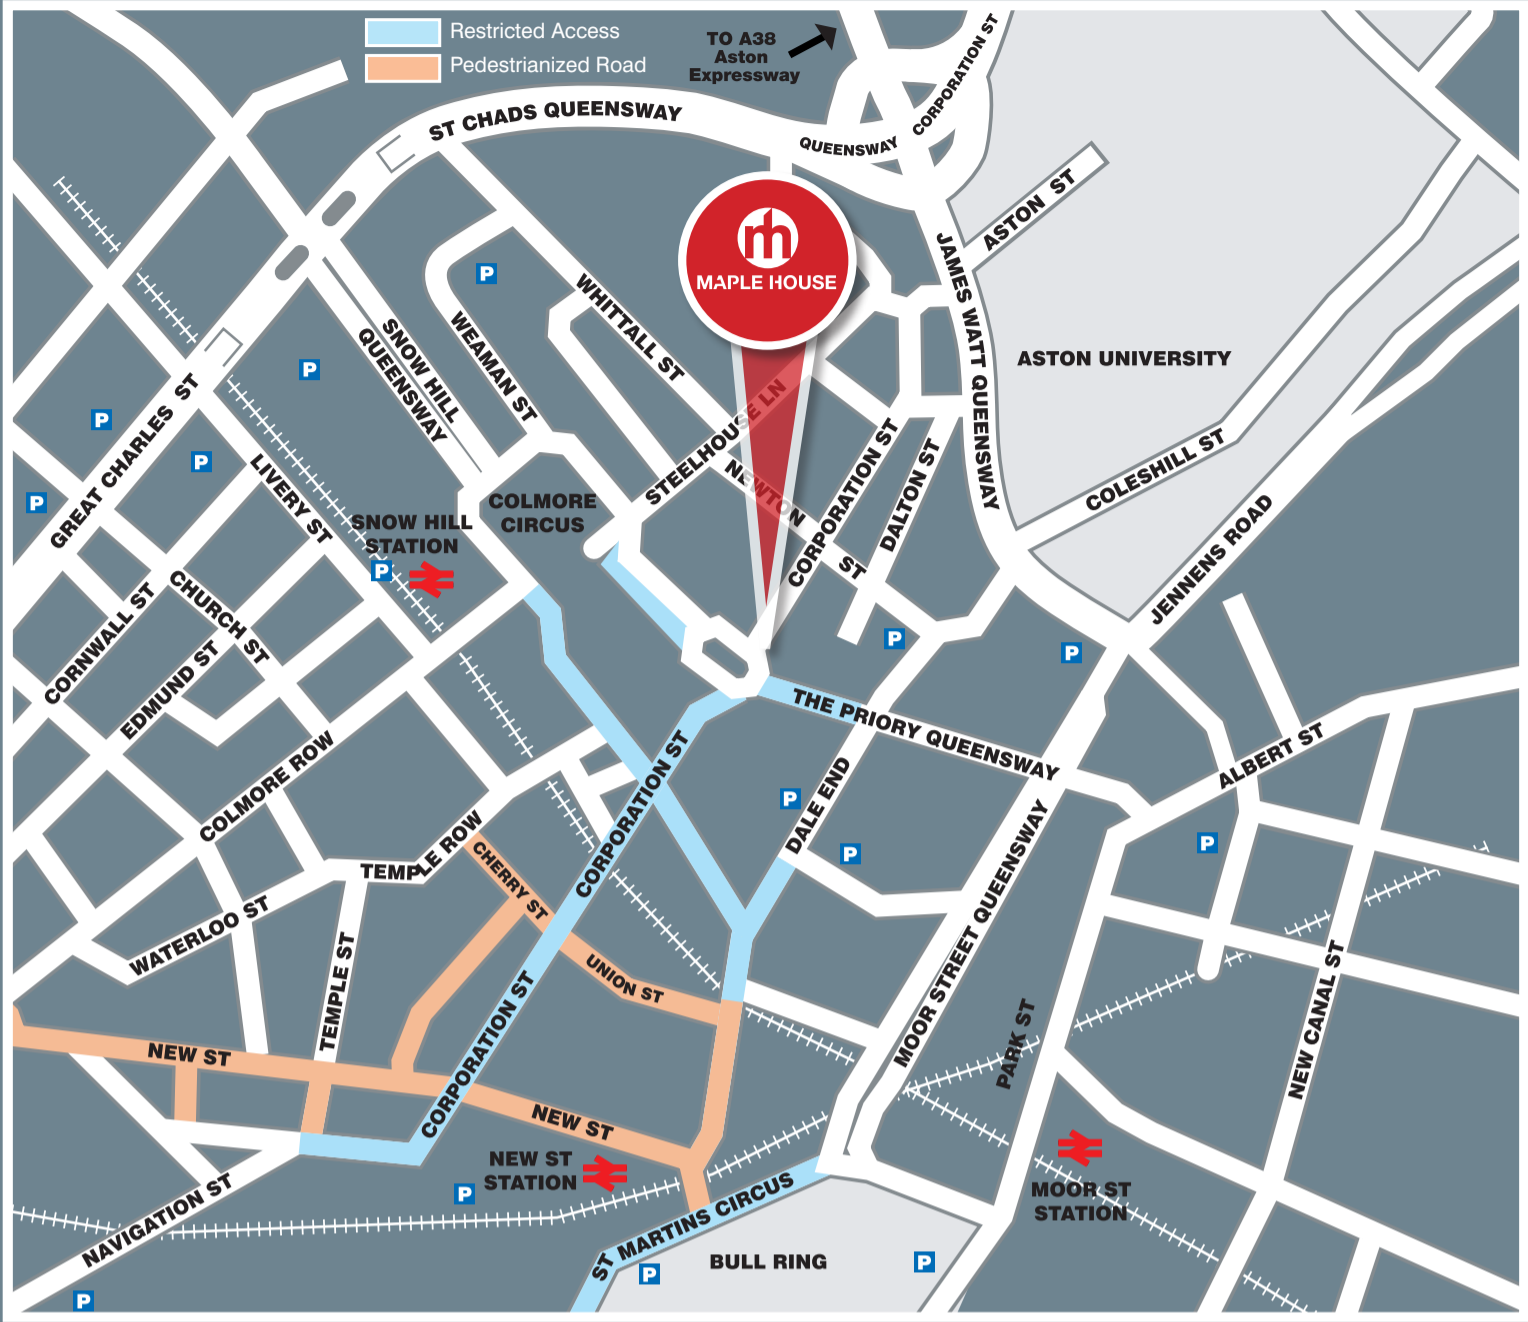 Restricted Access
Pedestrianized Road
TO A38
Aston
Expressway
CORPORATION ST
ST CHADS QUEENSWAY
QUEENSWAY
ASTON ST
MAPLE HOUSE
JAMES WATT QUEENSWAY
P
WHITTALL ST
WEAMAN ST
SNOW HILL
QUEENSWAY
ASTON UNIVERSITY
P
GREAT CHARLES ST
P
STEELHOUSE LN
P
P
LIVERY ST
COLMORE
CIRCUS
NEWTON ST
CORPORATION ST
DALTON ST
COLESHILL ST
SNOW HILL
STATION
P
JENNENS ROAD
CHURCH ST
CORNWALL ST
EDMUND ST
P
P
THE PRIORY QUEENSWAY
COLMORE ROW
CORPORATION ST
ALBERT ST
P
DALE END
P
P
TEMPLE ROW
CHERRY ST
MOOR STREET QUEENSWAY
WATERLOO ST
TEMPLE ST
UNION ST
NEW CANAL ST
CORPORATION ST
PARK ST
NEW ST
NEW ST
NEW ST
STATION
P
MOOR ST
STATION
NAVIGATION ST
ST MARTINS CIRCUS
BULL RING
P
P
P